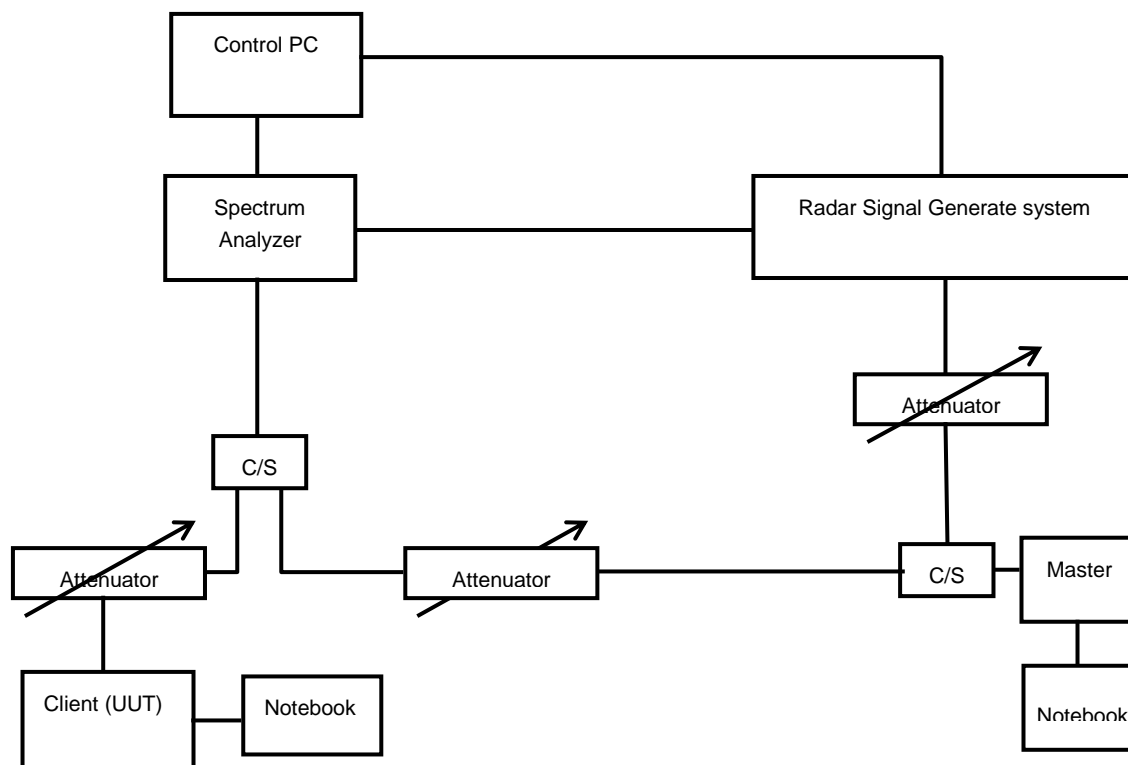 Control PC
Spectrum
Analyzer
Radar Signal Generate system
Attenuator
C/S
Attenuator
Attenuator
C/S
Master
Client (UUT)
Notebook
Notebook